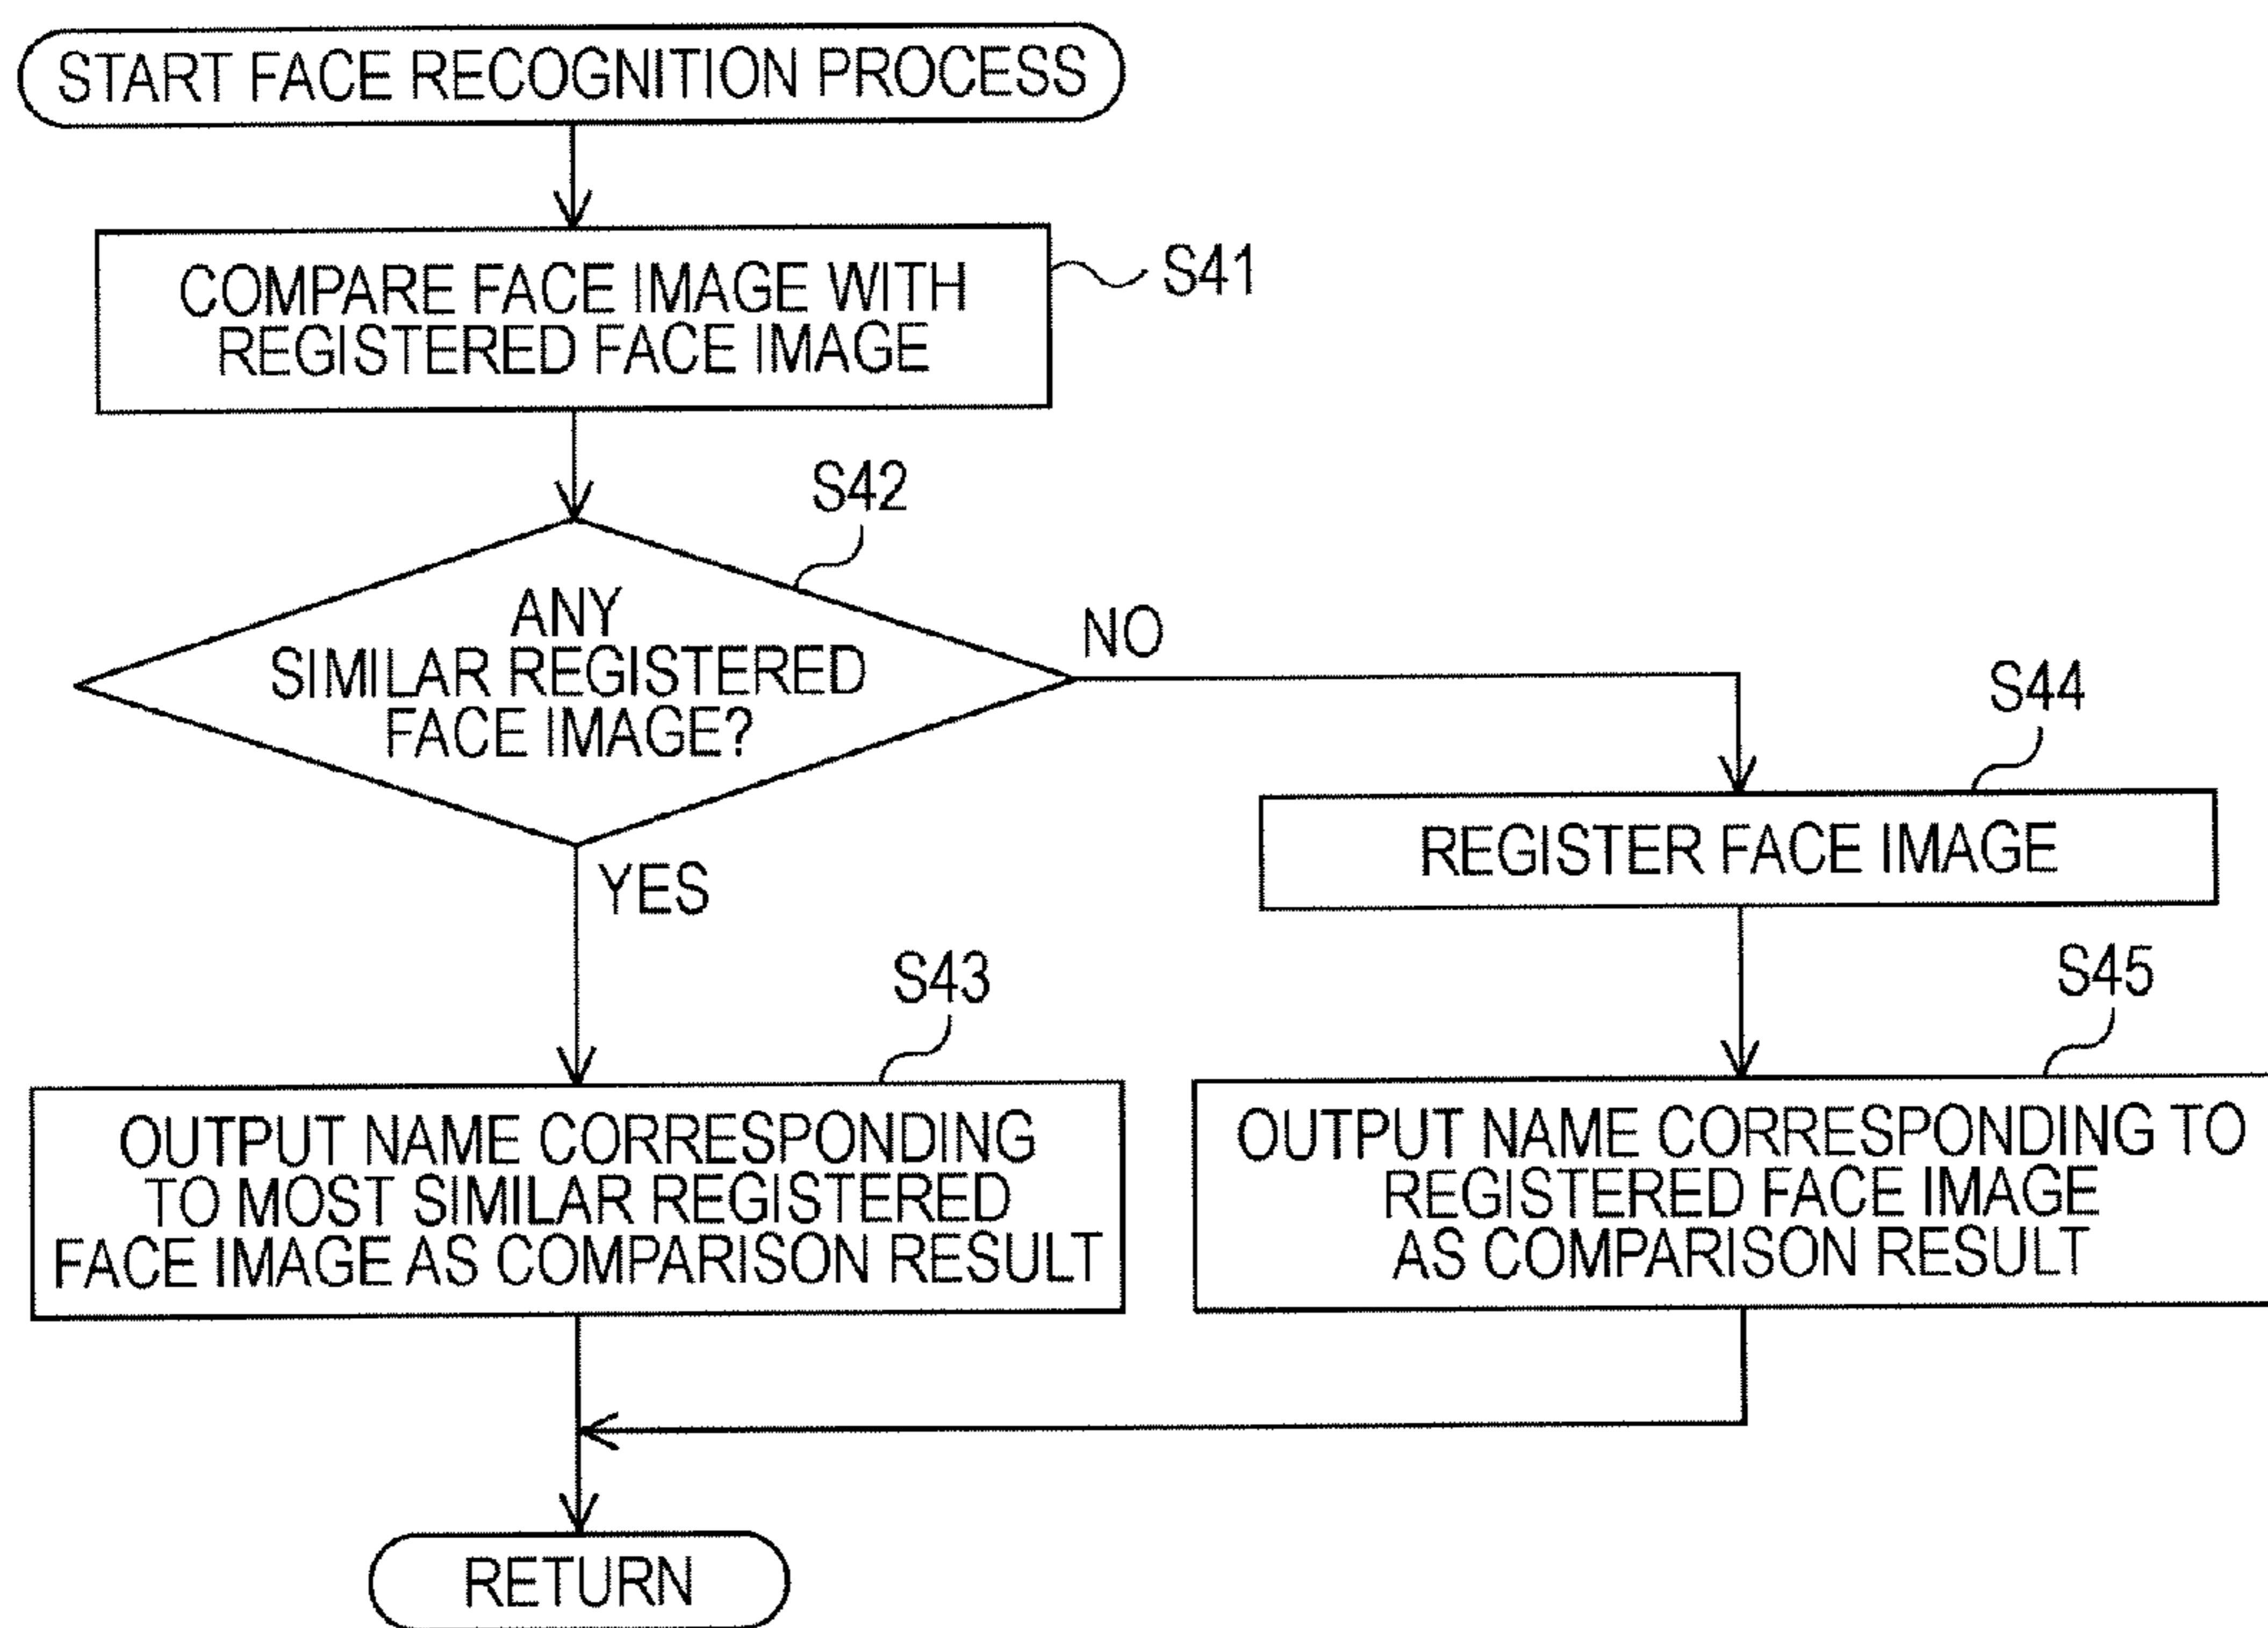 START FACE RECOGNITION PROCESS
COMPARE FACE IMAGE WITH
REGISTERED FACE IMAGE
S41
S42
ANY
SIMILAR REGISTERED
FACE IMAGE?
NO
YES
S44
REGISTER FACE IMAGE
S43
OUTPUT NAME CORRESPONDING
TO MOST SIMILAR REGISTERED
FACE IMAGE AS COMPARISON RESULT
S45
OUTPUT NAME CORRESPONDING TO
REGISTERED FACE IMAGE
AS COMPARISON RESULT
RETURN